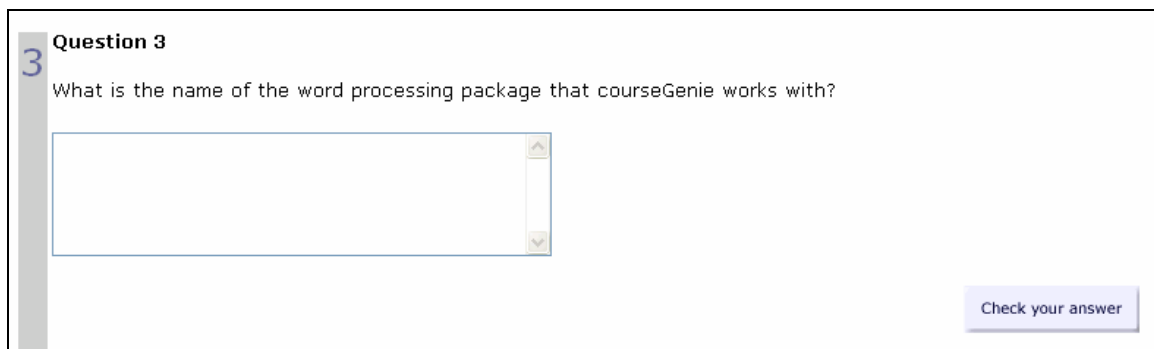 3
Question 3
What is the name of the word processing package that courseGenie works with?
Check your answer